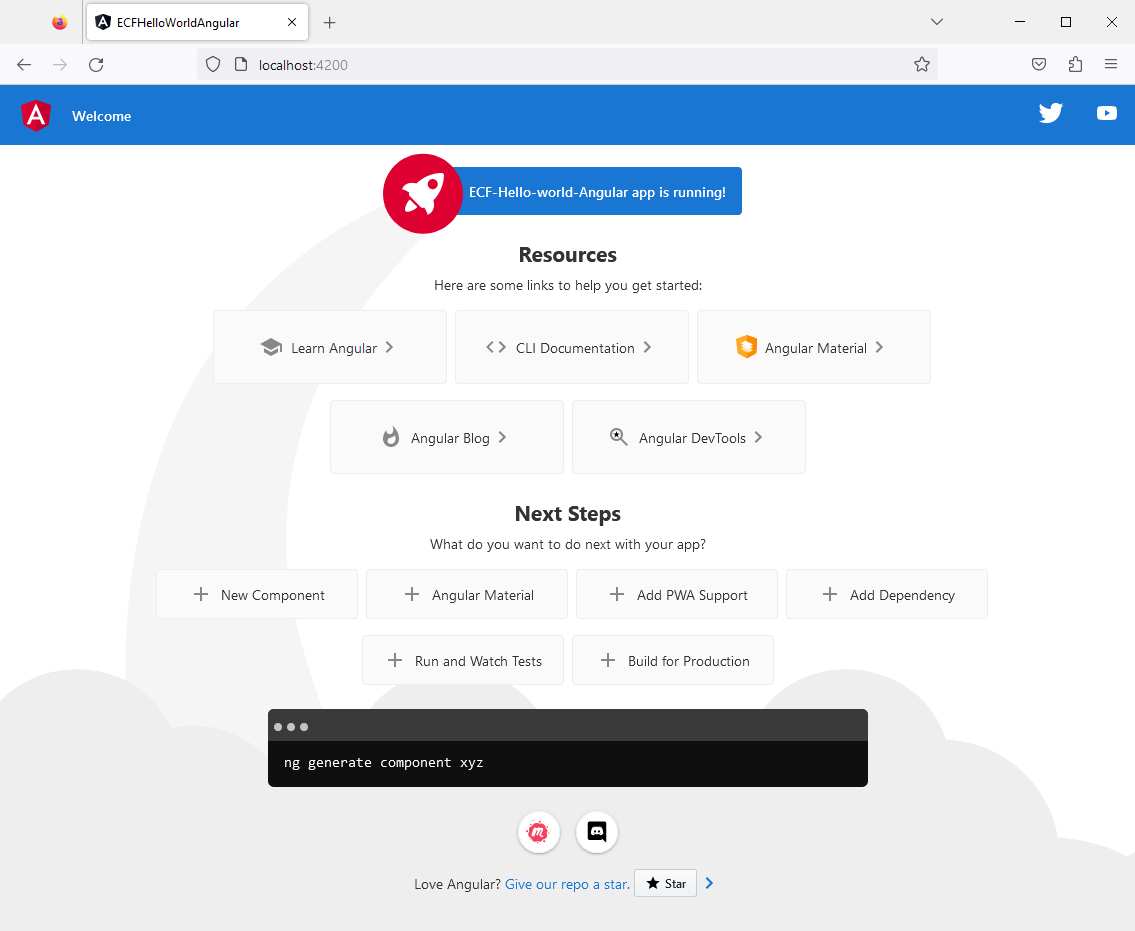 ECFHelloWorldAngular
localhost:4200
Welcome
ECF-Hello-world-Angular app is running!
Resources
Here are some links to help you get started:
Learn Angular
CLI Documentation
Angular Material
Angular Blog
Angular DevTools
Next Steps
What do you want to do next with your app?
New Component
Angular Material
Add PWA Support
Add Dependency
Run and Watch Tests
Build for Production
ng generate component xyz
Love Angular? Give our repo a star. Star